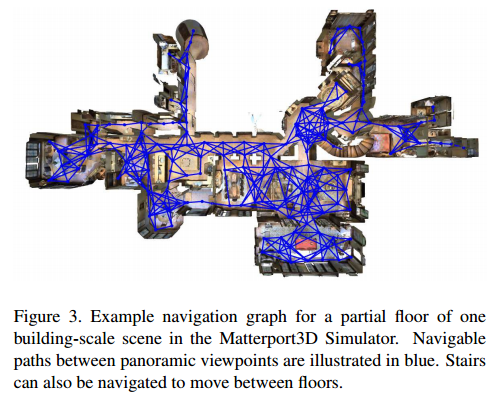 Figure 3. Example navigation graph for a partial floor of one
building-scale scene in the Matterport3D Simulator. Navigable
paths between panoramic viewpoints are illustrated in blue. Stairs
can also be navigated to move between floors.